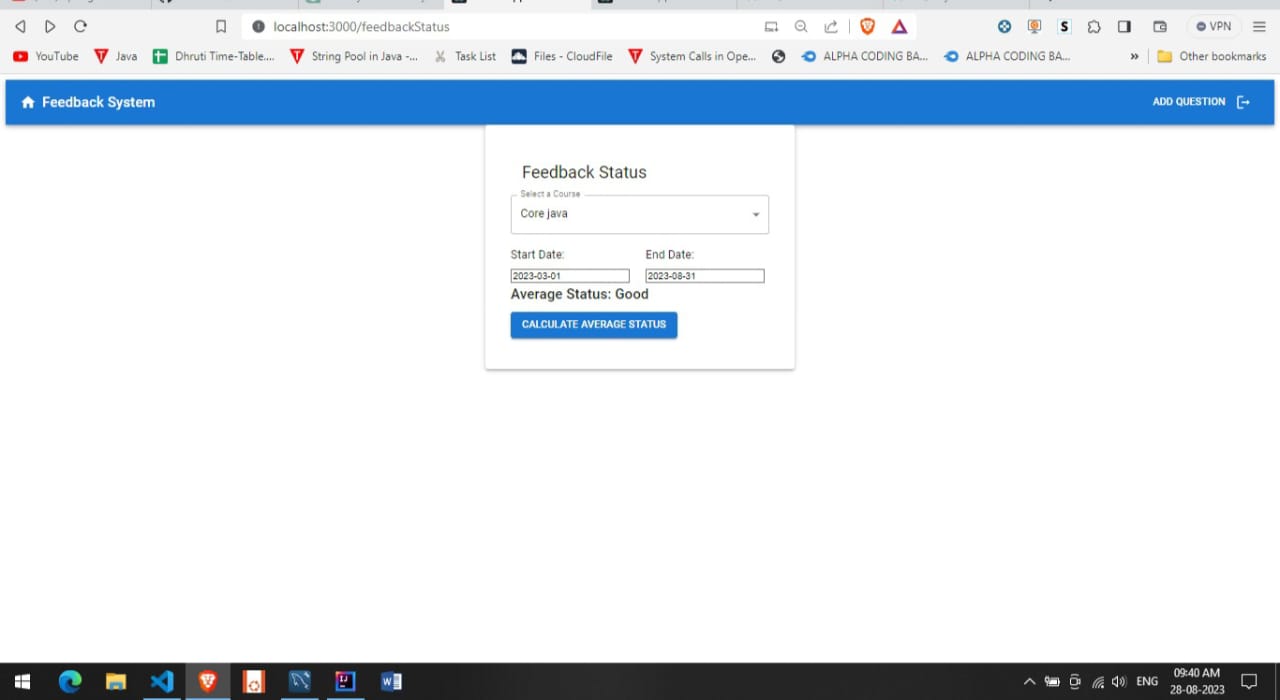 localhost:3000/feedbackStatus
VPN
YouTube Java Dhruti Time-Table.... String Pool in Java -... Task List Files - CloudFile System Calls in Ope... ALPHA CODING BA... ALPHA CODING BA... » Other bookmarks
Feedback System ADD QUESTION
Feedback Status
Select a Course
Core java
Start Date: End Date:
2023-03-01 2023-08-31
Average Status: Good
CALCULATE AVERAGE STATUS
ENG 09:40 AM
28-08-2023